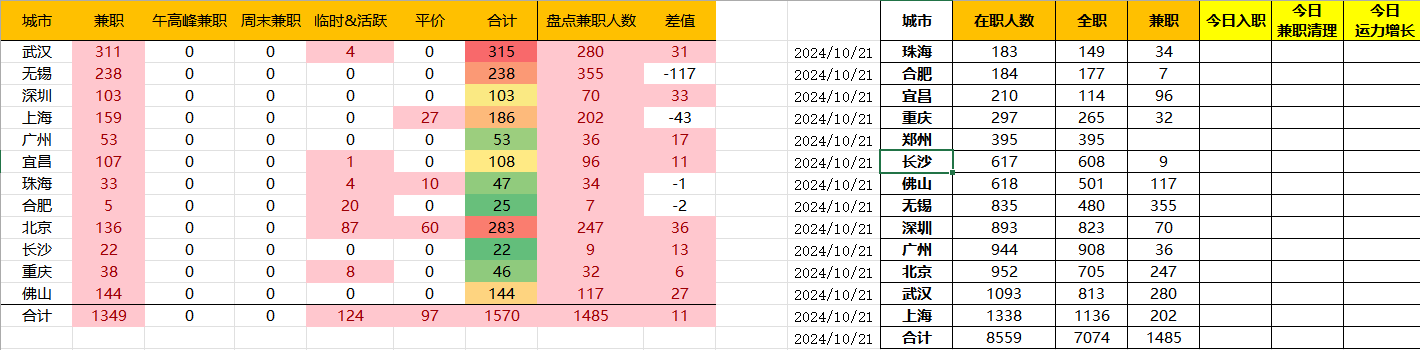 城市 兼职 午高峰兼职 周末兼职 临时&活跃 平价 合计 盘点兼职人数 差值
武汉 311 0 0 4 0 315 280 31
无锡 238 0 0 0 0 238 355 -117
深圳 103 0 0 0 0 103 70 33
上海 159 0 0 0 27 186 202 -43
广州 53 0 0 0 0 53 36 17
宜昌 107 0 0 1 0 108 96 11
珠海 33 0 0 4 10 47 34 -1
合肥 5 0 0 20 0 25 7 -2
北京 136 0 0 87 60 283 247 36
长沙 22 0 0 0 0 22 9 13
重庆 38 0 0 8 0 46 32 6
佛山 144 0 0 0 0 144 117 27
合计 1349 0 0 124 97 1570 1485 11
城市 在职人数 全职 兼职 今日入职 今日兼职清理 今日运力增长
2024/10/21 珠海 183 149 34
2024/10/21 合肥 184 177 7
2024/10/21 宜昌 210 114 96
2024/10/21 重庆 297 265 32
2024/10/21 郑州 395 395
2024/10/21 长沙 617 608 9
2024/10/21 佛山 618 501 117
2024/10/21 无锡 835 480 355
2024/10/21 深圳 893 823 70
2024/10/21 广州 944 908 36
2024/10/21 北京 952 705 247
2024/10/21 武汉 1093 813 280
2024/10/21 上海 1338 1136 202
2024/10/21 合计 8559 7074 1485